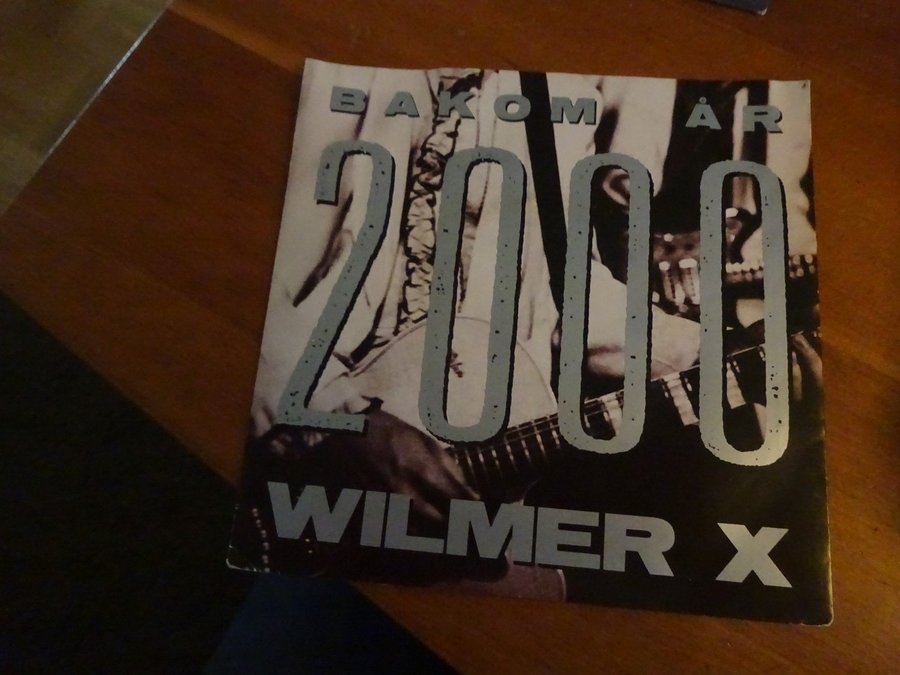 BAKOM ÅR
2000
WILMER X